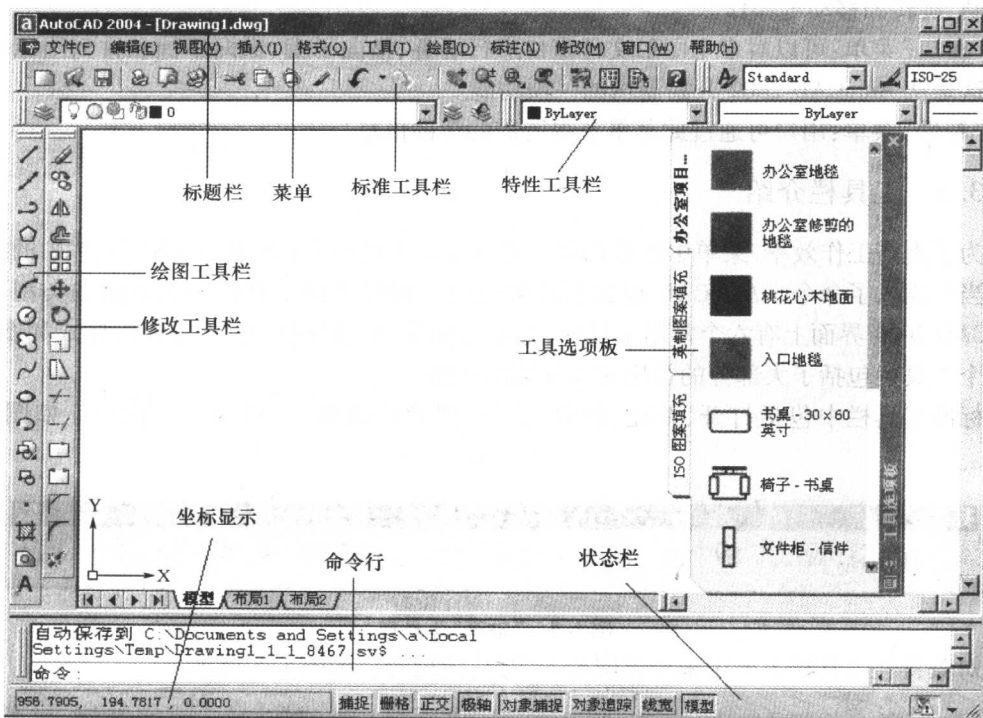 AutoCAD 2004 - [Drawing1.dwg]
文件(F) 编辑(E) 视图(V) 插入(I) 格式(O) 工具(T) 绘图(D) 标注(N) 修改(M) 窗口(W) 帮助(H)
Standard ISO-25
0 ByLayer ByLayer
标题栏 菜单 标准工具栏 特性工具栏
绘图工具栏
修改工具栏
工具选项板
办公室项目...
英制图案填充
ISO 图案填充
办公室地毯
办公室修剪的
地毯
桃花心木地面
入口地毯
书桌 - 30 x 60
英寸
椅子 - 书桌
文件柜 - 信件
工具选项板
A
Y
X
坐标显示
命令行
状态栏
模型 布局1 布局2
自动保存到 C:\Documents and Settings\a\Local
Settings\Temp\Drawing1_1_1_8467.sv$ ...
命令:
956.7905, 194.7817 , 0.0000 捕捉 栅格 正交 极轴 对象捕捉 对象追踪 线宽 模型